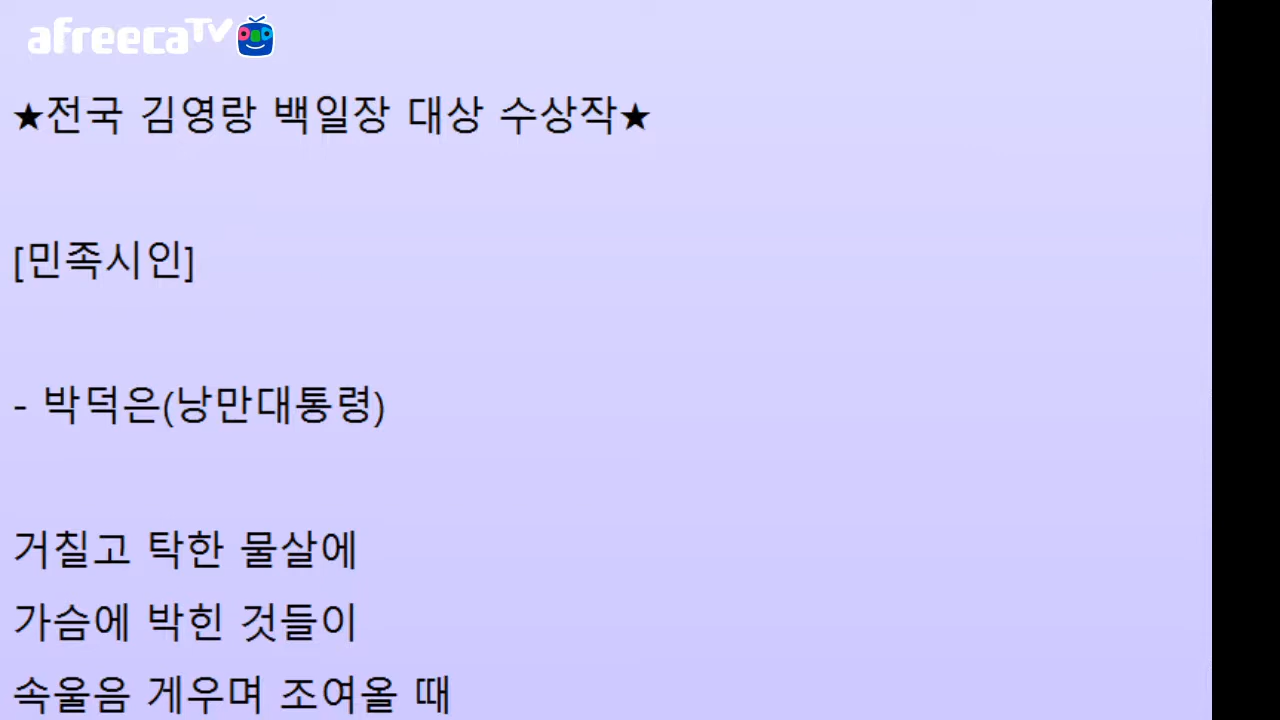 afreecaTV
★전국 김영랑 백일장 대상 수상작★
[민족시인]
- 박덕은(낭만대통령)
거칠고 탁한 물살에
가슴에 박힌 것들이
속울음 게우며 조여올 때